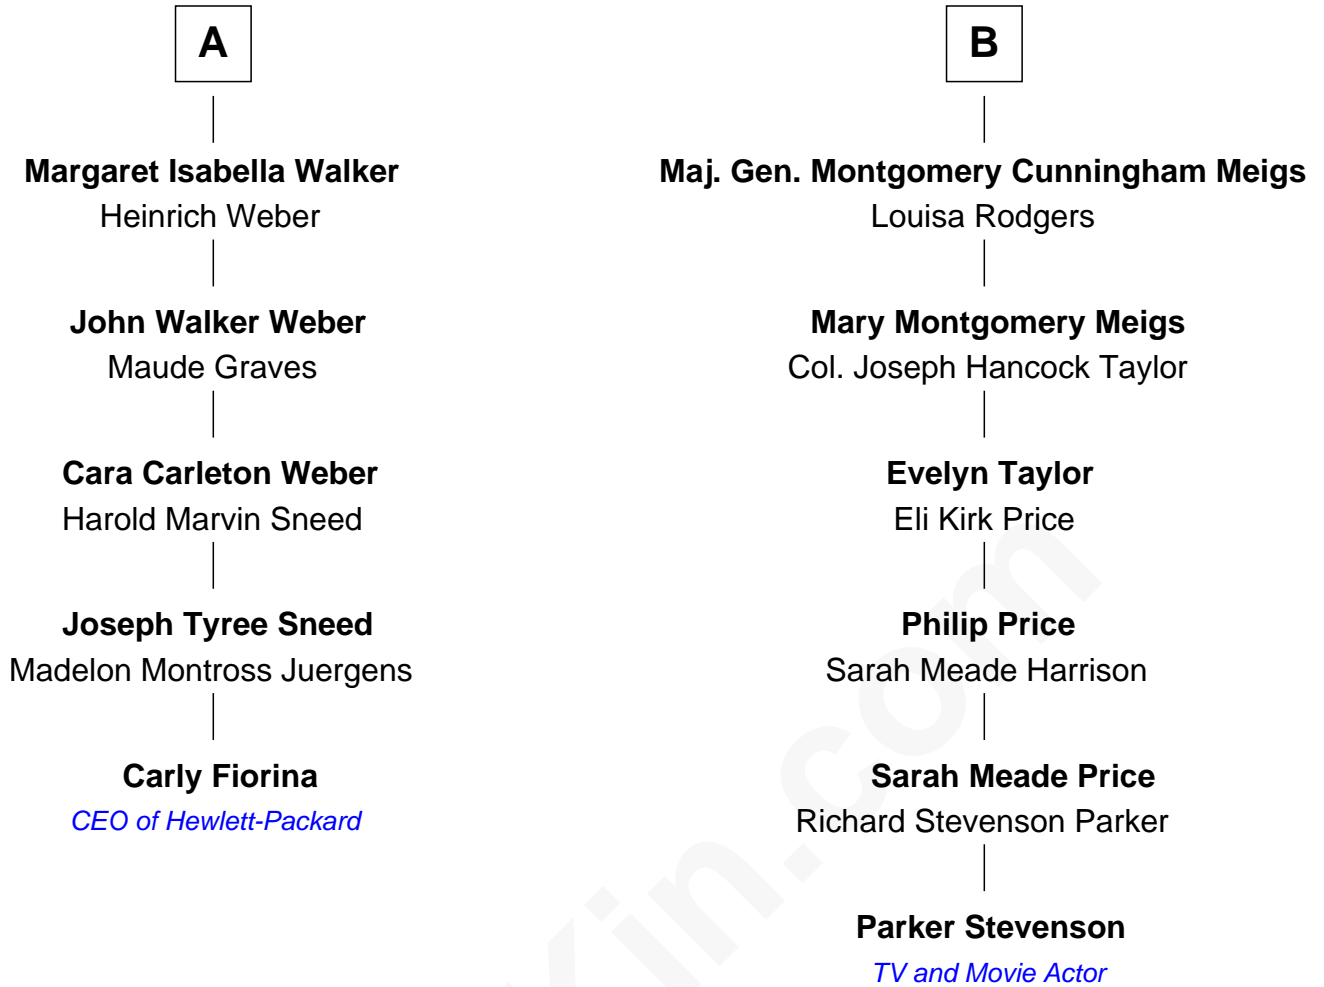 A
Margaret Isabella Walker
Heinrich Weber
John Walker Weber
Maude Graves
Cara Carleton Weber
Harold Marvin Sneed
Joseph Tyree Sneed
Madelon Montross Juergens
Carly Fiorina
CEO of Hewlett-Packard
B
Maj. Gen. Montgomery Cunningham Meigs
Louisa Rodgers
Mary Montgomery Meigs
Col. Joseph Hancock Taylor
Evelyn Taylor
Eli Kirk Price
Philip Price
Sarah Meade Harrison
Sarah Meade Price
Richard Stevenson Parker
Parker Stevenson
TV and Movie Actor
Kin.com